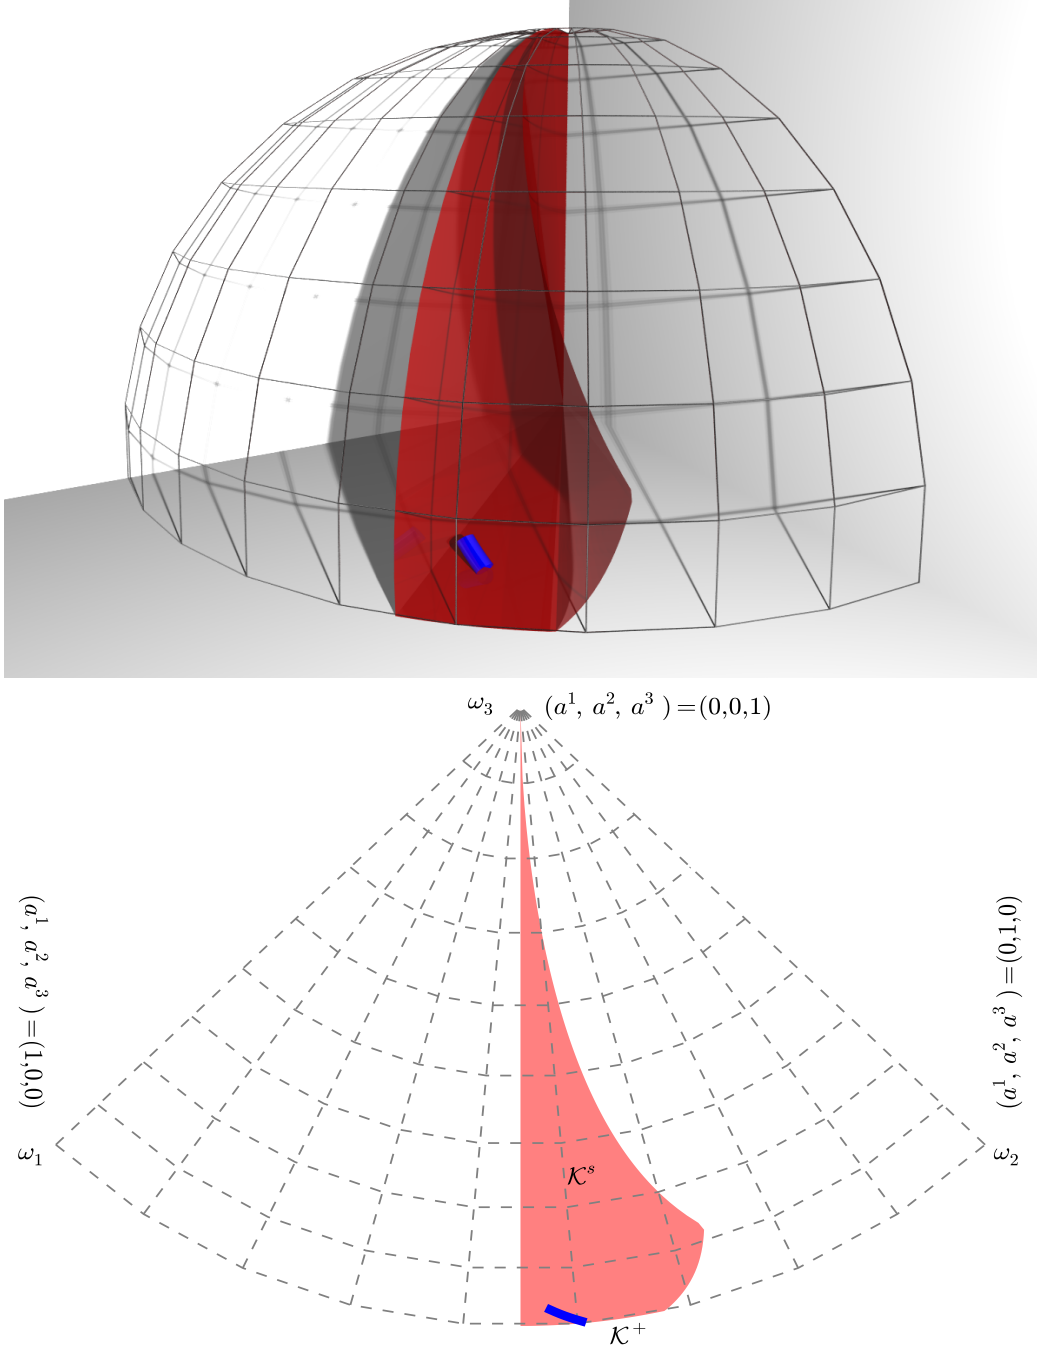 ω₃ (a¹, a², a³ )=(0,0,1)
(a¹, a², a³ )=(1,0,0)
(a¹, a², a³ )=(0,1,0)
ω₁
ω₂
𝒦ˢ
𝒦⁺